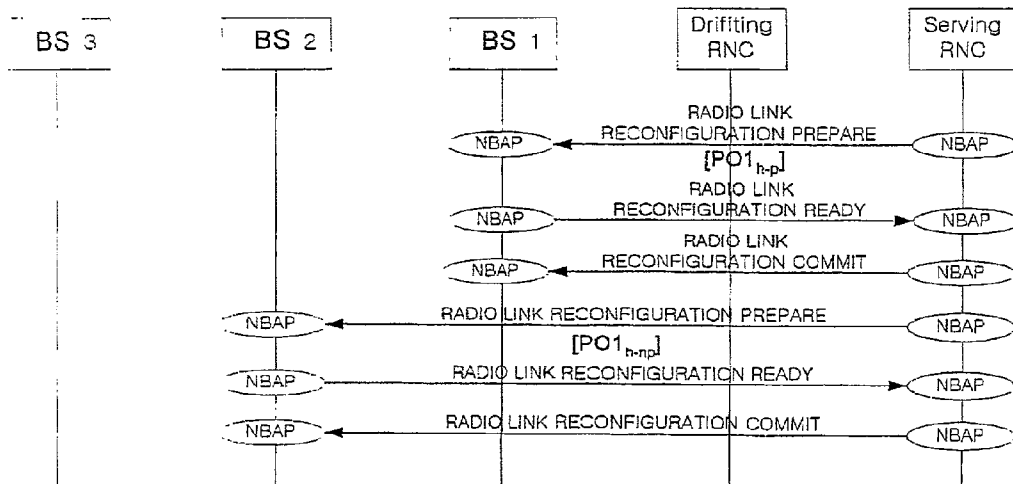 BS 3
BS 2
BS 1
Drifiting
RNC
Serving
RNC
RADIO LINK
RECONFIGURATION PREPARE
NBAP
NBAP
[PO1h-p]
RADIO LINK
RECONFIGURATION READY
NBAP
NBAP
RADIO LINK
RECONFIGURATION COMMIT
NBAP
NBAP
RADIO LINK RECONFIGURATION PREPARE
NBAP
NBAP
[PO1h-np]
RADIO LINK RECONFIGURATION READY
NBAP
NBAP
RADIO LINK RECONFIGURATION COMMIT
NBAP
NBAP